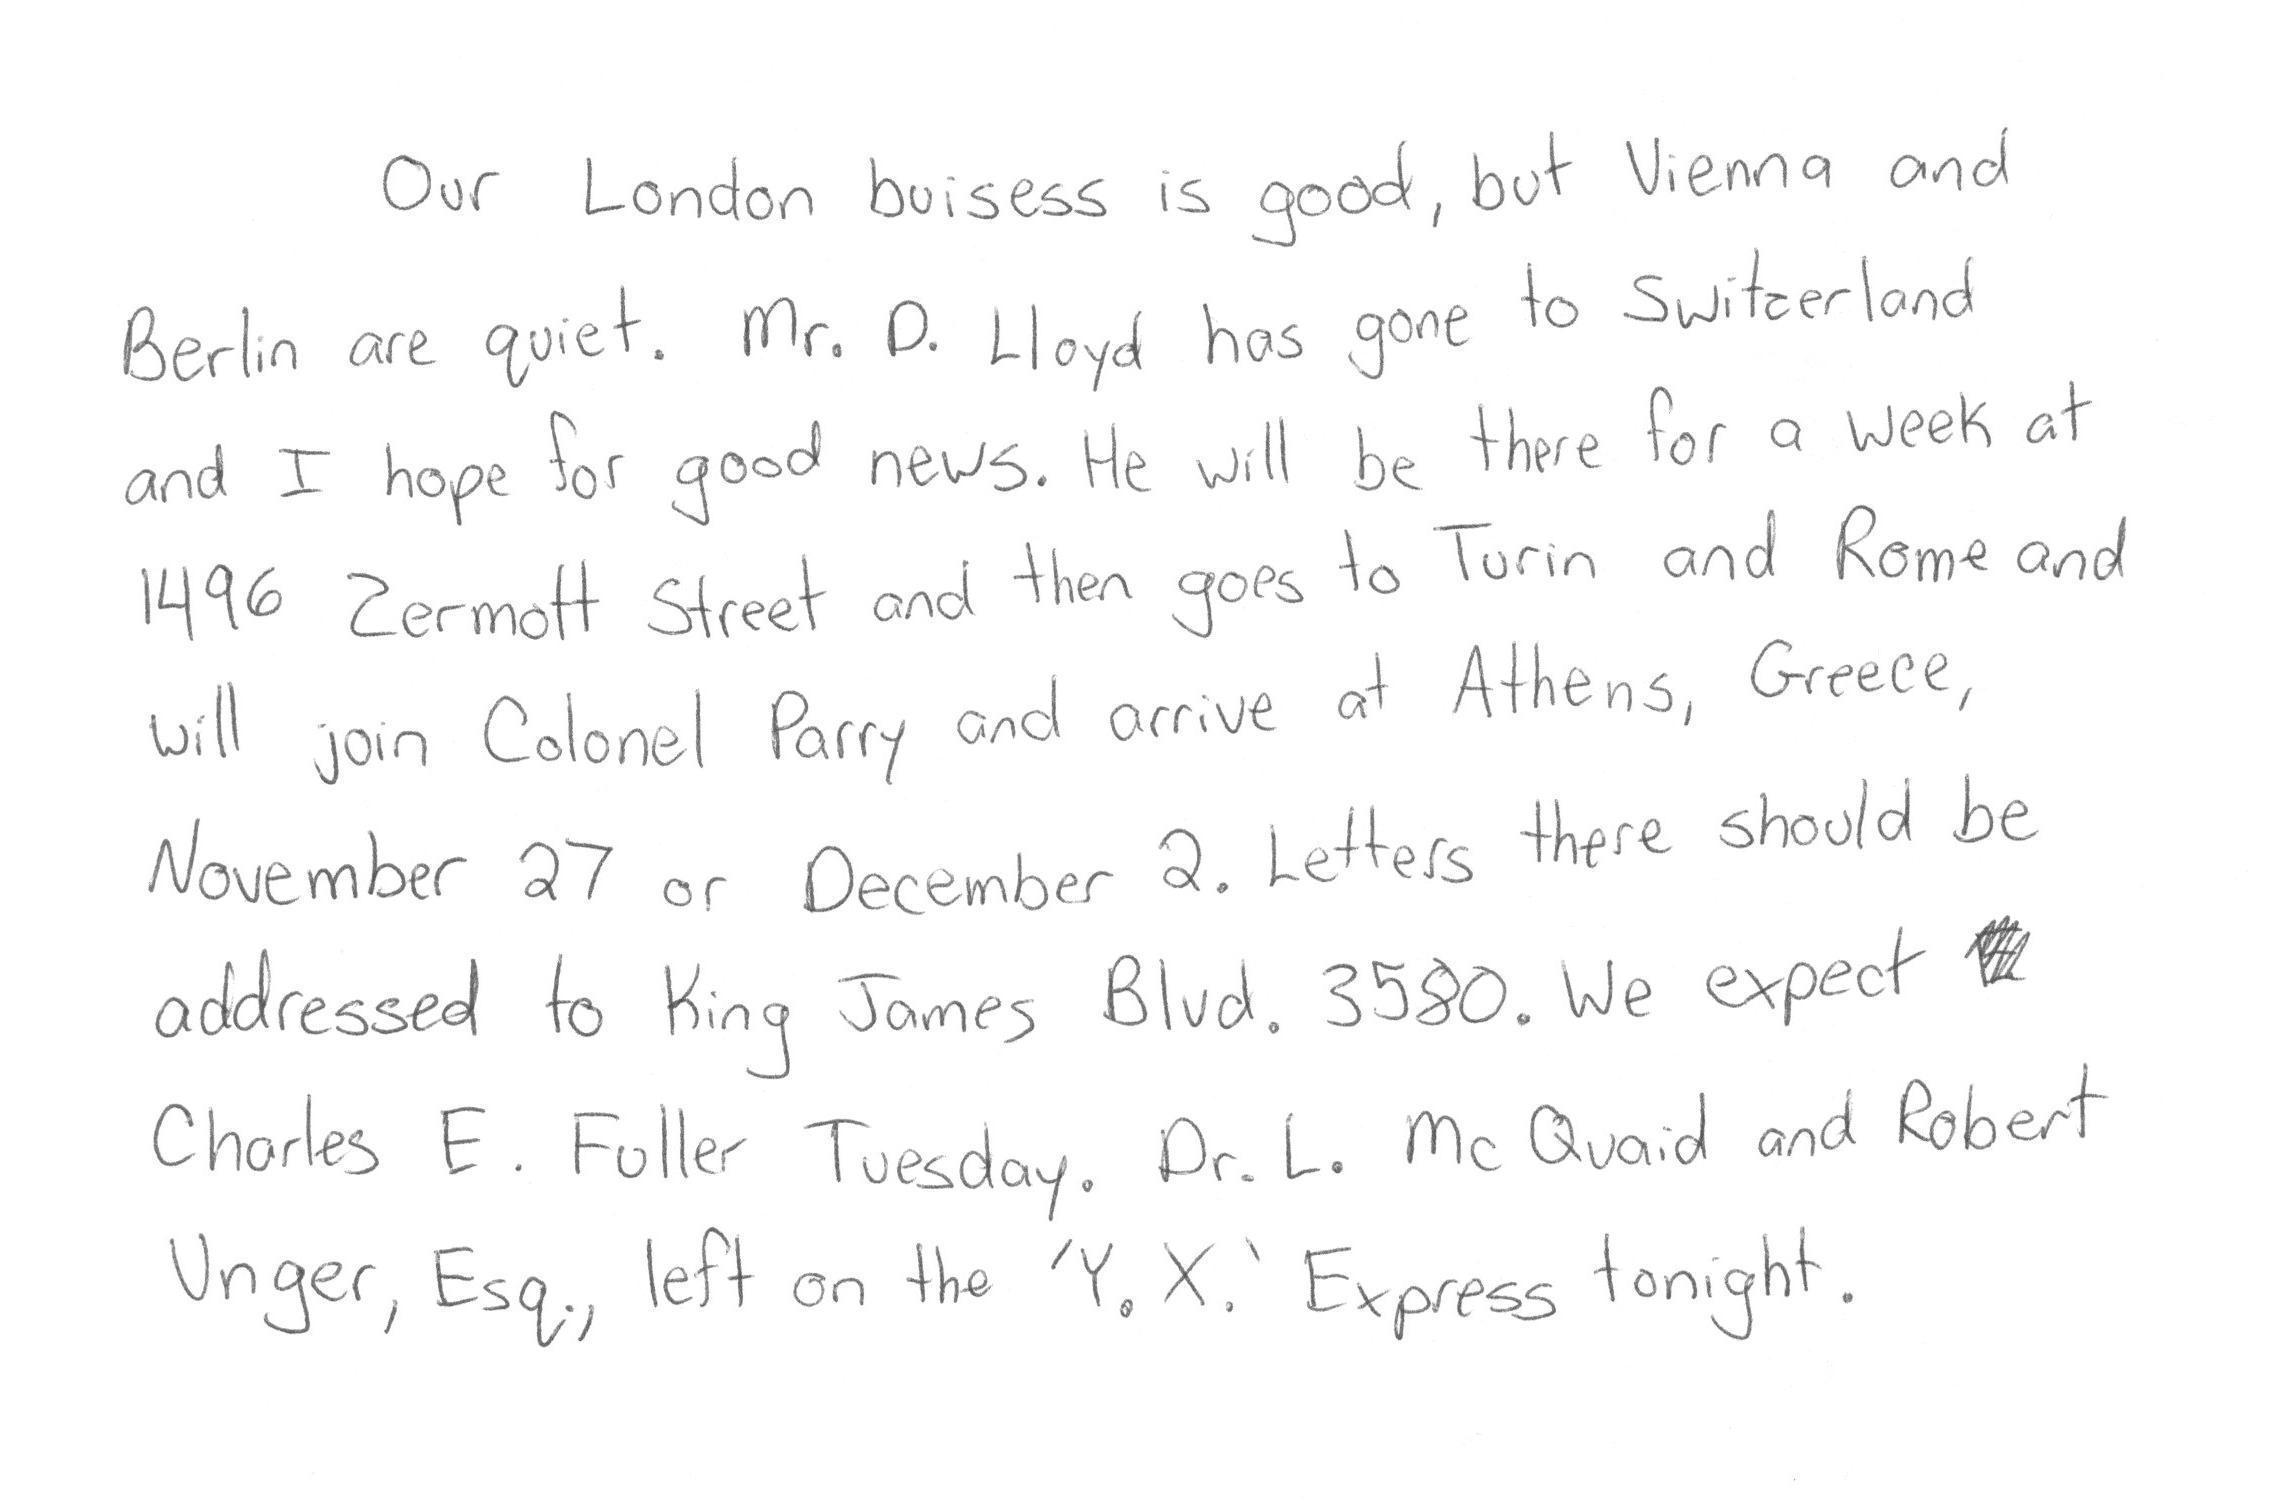 Our London buisess is good, but Vienna and
Berlin are quiet. Mr. D. Lloyd has gone to Switzerland
and I hope for good news. He will be there for a week at
1496 Zermott Street and then goes to Turin and Rome and
will join Colonel Parry and arrive at Athens, Greece,
November 27 or December 2. Letters there should be
addressed to King James Blvd. 3580. We expect
Charles E. Fuller Tuesday. Dr. L. Mc Quaid and Robert
Unger, Esq., left on the 'Y. X.' Express tonight.